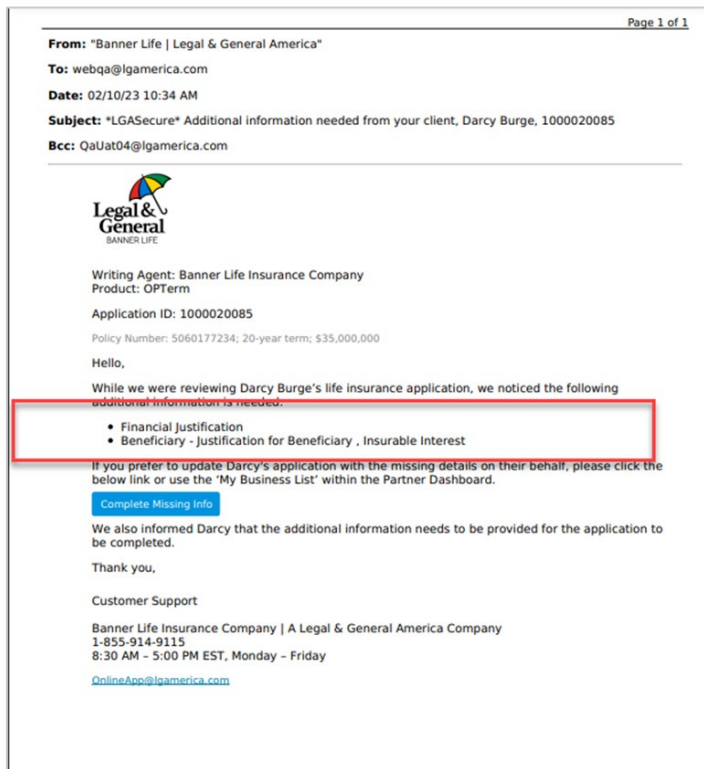 Page 1 of 1
From: "Banner Life | Legal & General America"
To: webqa@lgamerica.com
Date: 02/10/23 10:34 AM
Subject: *LGASecure* Additional information needed from your client, Darcy Burge, 1000020085
Bcc: QaUat04@lgamerica.com
Legal &
General
BANNER LIFE
Writing Agent: Banner Life Insurance Company
Product: OPTerm
Application ID: 1000020085
Policy Number: 5060177234; 20-year term; $35,000,000
Hello,
While we were reviewing Darcy Burge's life insurance application, we noticed the following
additional information is needed:
• Financial Justification
• Beneficiary - Justification for Beneficiary , Insurable Interest
If you prefer to update Darcy's application with the missing details on their behalf, please click the
below link or use the 'My Business List' within the Partner Dashboard.
Complete Missing Info
We also informed Darcy that the additional information needs to be provided for the application to
be completed.
Thank you,
Customer Support
Banner Life Insurance Company | A Legal & General America Company
1-855-914-9115
8:30 AM – 5:00 PM EST, Monday – Friday
OnlineApp@lgamerica.com